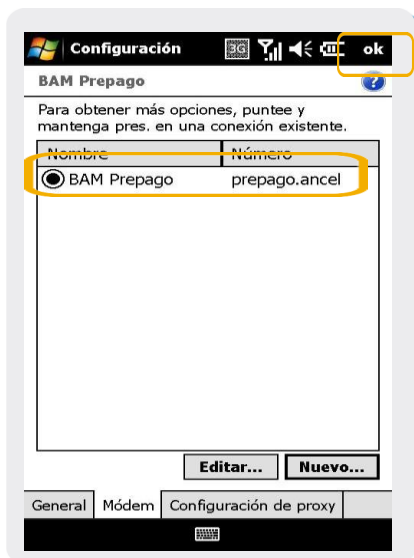 Configuración 3G ok
BAM Prepago ?
Para obtener más opciones, puntee y
mantenga pres. en una conexión existente.
Nombre Número
BAM Prepago prepago.ancel
Editar... Nuevo...
General Módem Configuración de proxy